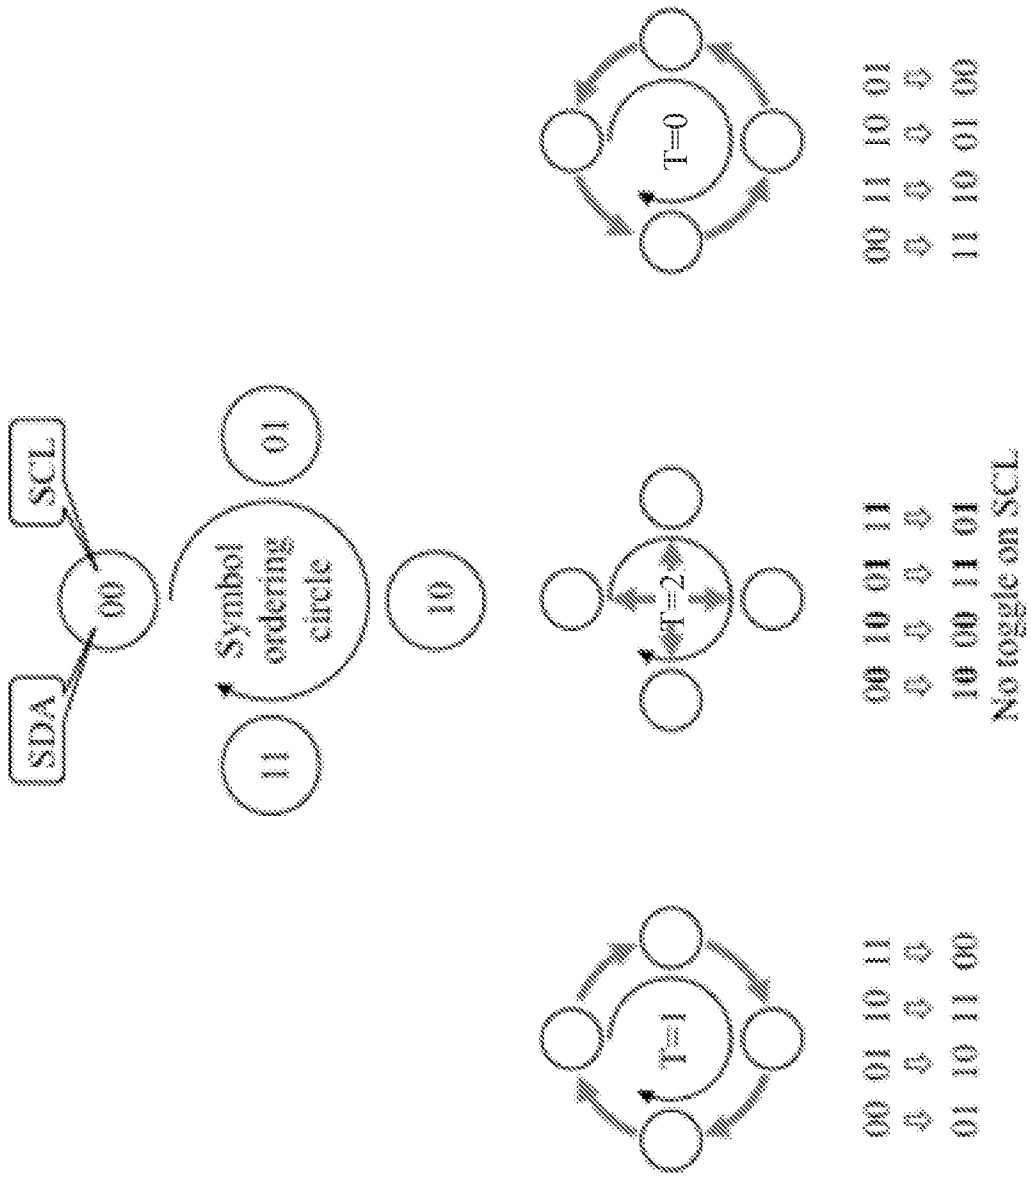 SDA SCL
00
11 01
Symbol
ordering
circle
10
T=1 T=2 T=0
00 01 10 11 00 10 01 11 00 11 10 01
01 10 11 00 10 00 11 01 11 10 01 00
No toggle on SCL